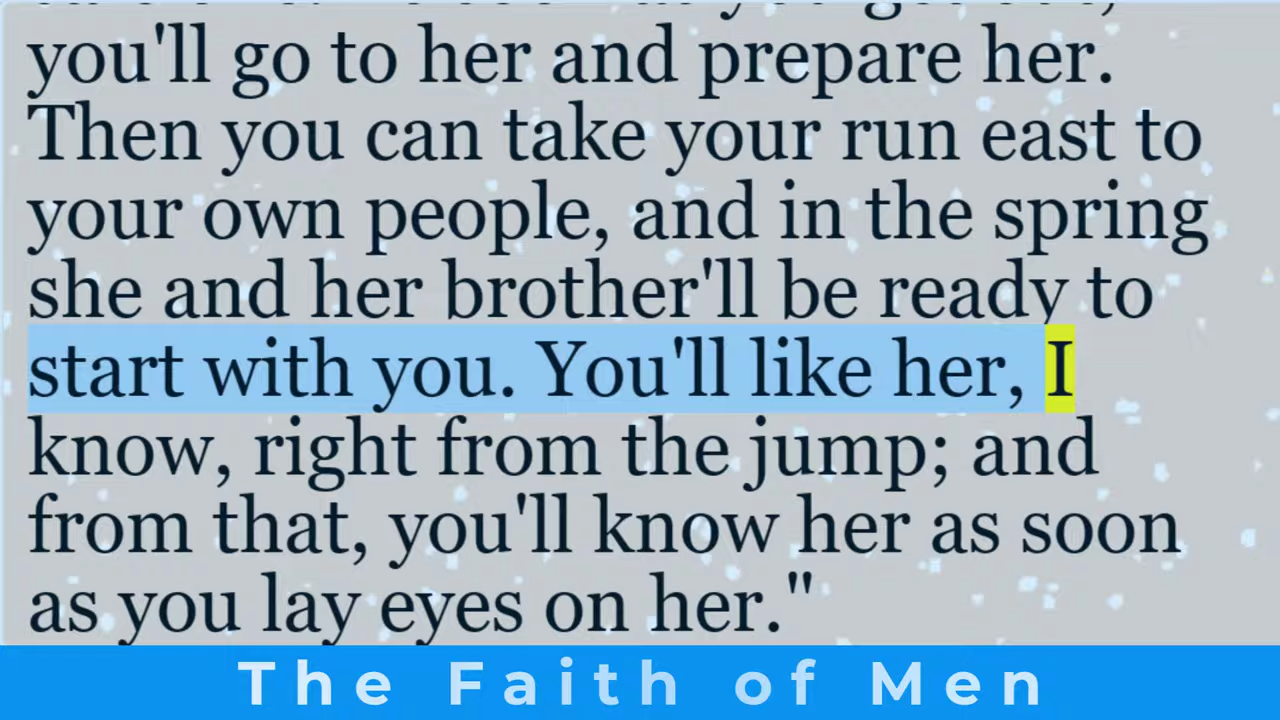 you'll go to her and prepare her.
Then you can take your run east to
your own people, and in the spring
she and her brother'll be ready to
start with you. You'll like her, I
know, right from the jump; and
from that, you'll know her as soon
as you lay eyes on her."
The Faith of Men